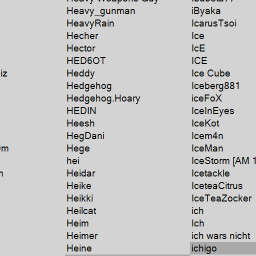 Heavy_gunman iByaka
HeavyRain IcarusTsoi
Hecher Ice
Hector IcE
HED6OT ICE
iz Heddy Ice Cube
Hedgehog Iceberg881
Hedgehog.Hoary iceFoX
HEDIN IceInEyes
Heesh IceKot
HegDani Icem4n
Hege IceMan
hei IceStorm [AM 1
Heidar Icetackle
Heike IceteaCitrus
Heikki IceTeaZocker
Heilcat ich
Heim Ich
Heimer ich wars nicht
Heine ichigo